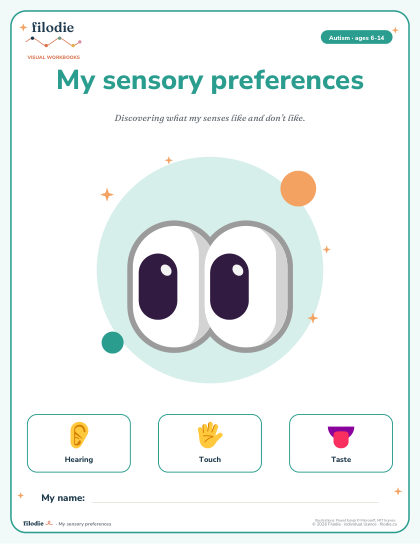 filodie
VISUAL WORKBOOKS
Autism · ages 6-14
My sensory preferences
Discovering what my senses like and don't like.
Hearing
Touch
Taste
My name:
filodie · My sensory preferences